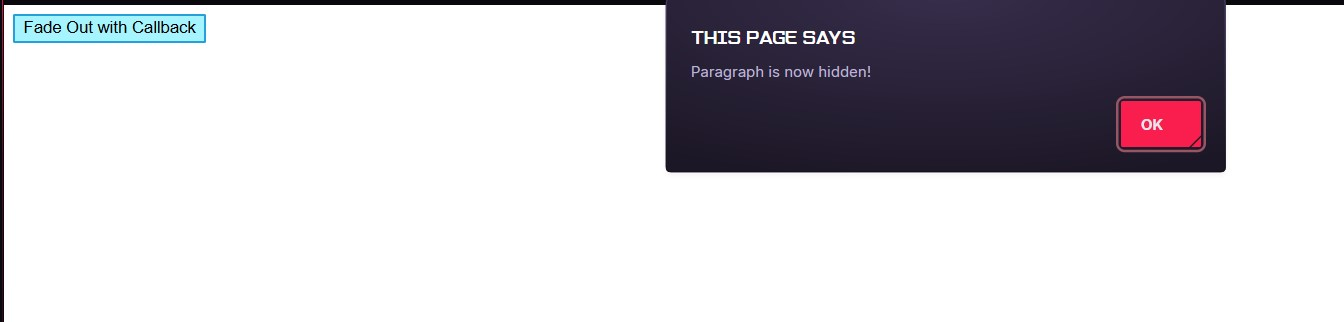 Fade Out with Callback
THIS PAGE SAYS
Paragraph is now hidden!
OK